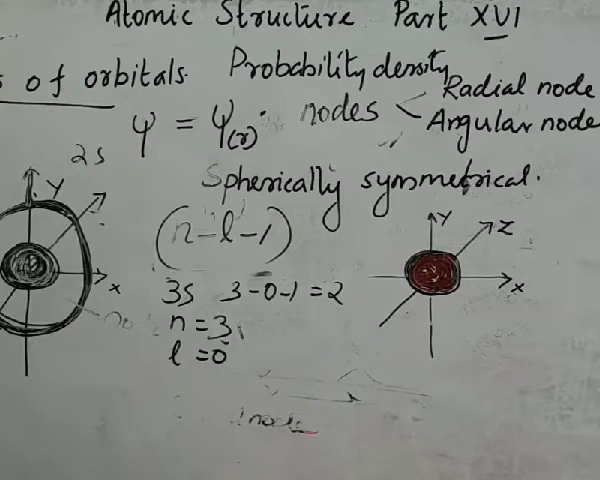 Atomic Structure Part XVI
s of orbitals. Probability density
Radial node
ψ = ψ(r) nodes < Angular node
2s
Spherically symmetrical.
Y
(n-l-1)
Y Z
x
x
3s 3-0-1 = 2
n = 3
l = 0
node